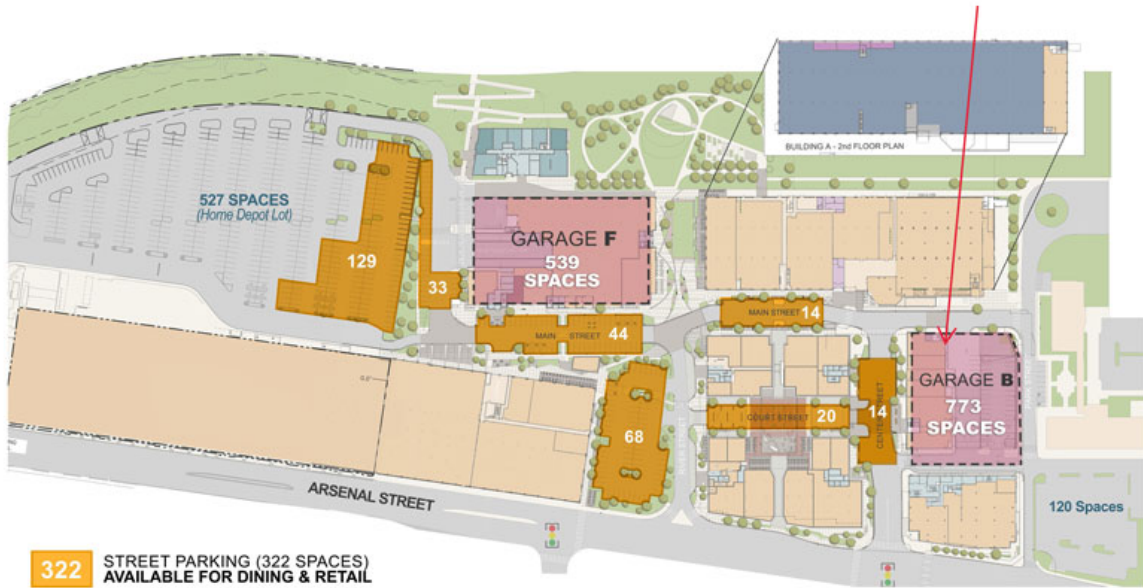 BUILDING A - 2nd FLOOR PLAN
527 SPACES
(Home Depot Lot)
GARAGE F
539
SPACES
129
33
MAIN STREET 14
MAIN STREET 44
GARAGE B
773
SPACES
COURT STREET 20
14
CENTER STREET
68
ARSENAL STREET
120 Spaces
322 STREET PARKING (322 SPACES)
AVAILABLE FOR DINING & RETAIL